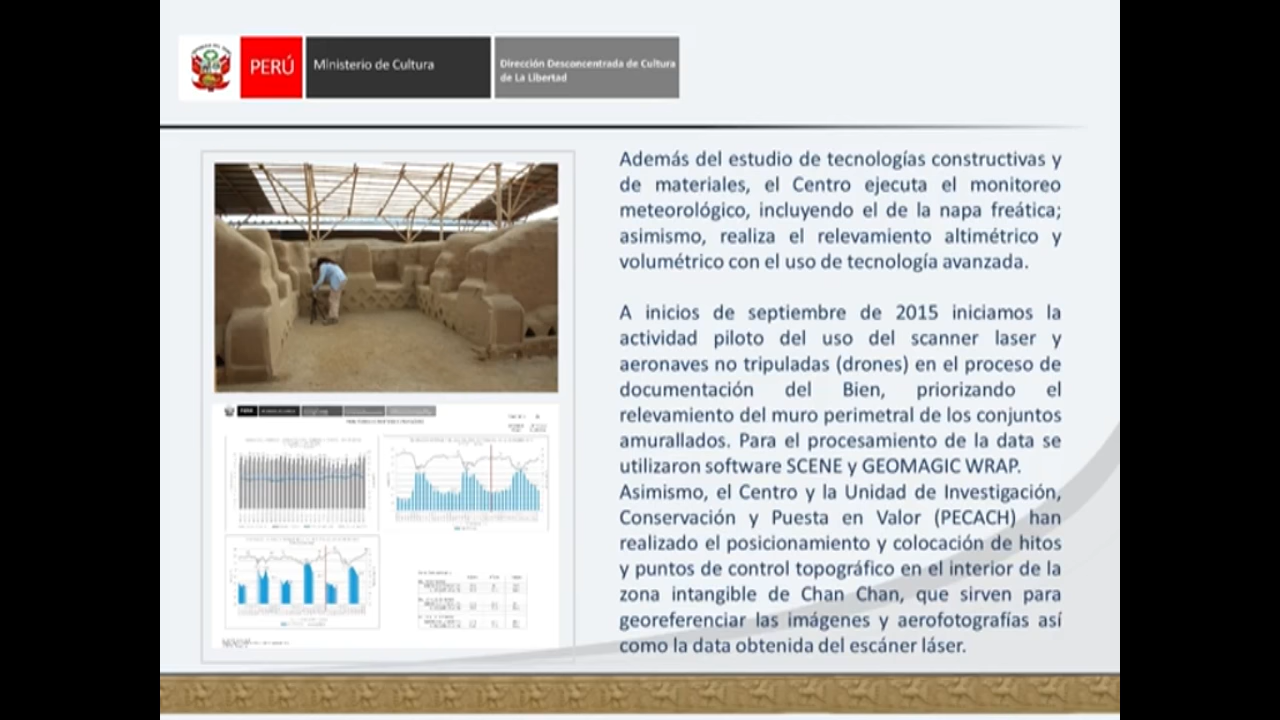 PERÚ
Ministerio de Cultura
Dirección Desconcentrada de Cultura
de La Libertad
Además del estudio de tecnologías constructivas y
de materiales, el Centro ejecuta el monitoreo
meteorológico, incluyendo el de la napa freática;
asimismo, realiza el relevamiento altimétrico y
volumétrico con el uso de tecnología avanzada.
A inicios de septiembre de 2015 iniciamos la
actividad piloto del uso del scanner laser y
aeronaves no tripuladas (drones) en el proceso de
documentación del Bien, priorizando el
relevamiento del muro perimetral de los conjuntos
amurallados. Para el procesamiento de la data se
utilizaron software SCENE y GEOMAGIC WRAP.
Asimismo, el Centro y la Unidad de Investigación,
Conservación y Puesta en Valor (PECACH) han
realizado el posicionamiento y colocación de hitos
y puntos de control topográfico en el interior de la
zona intangible de Chan Chan, que sirven para
georeferenciar las imágenes y aerofotografías así
como la data obtenida del escáner láser.